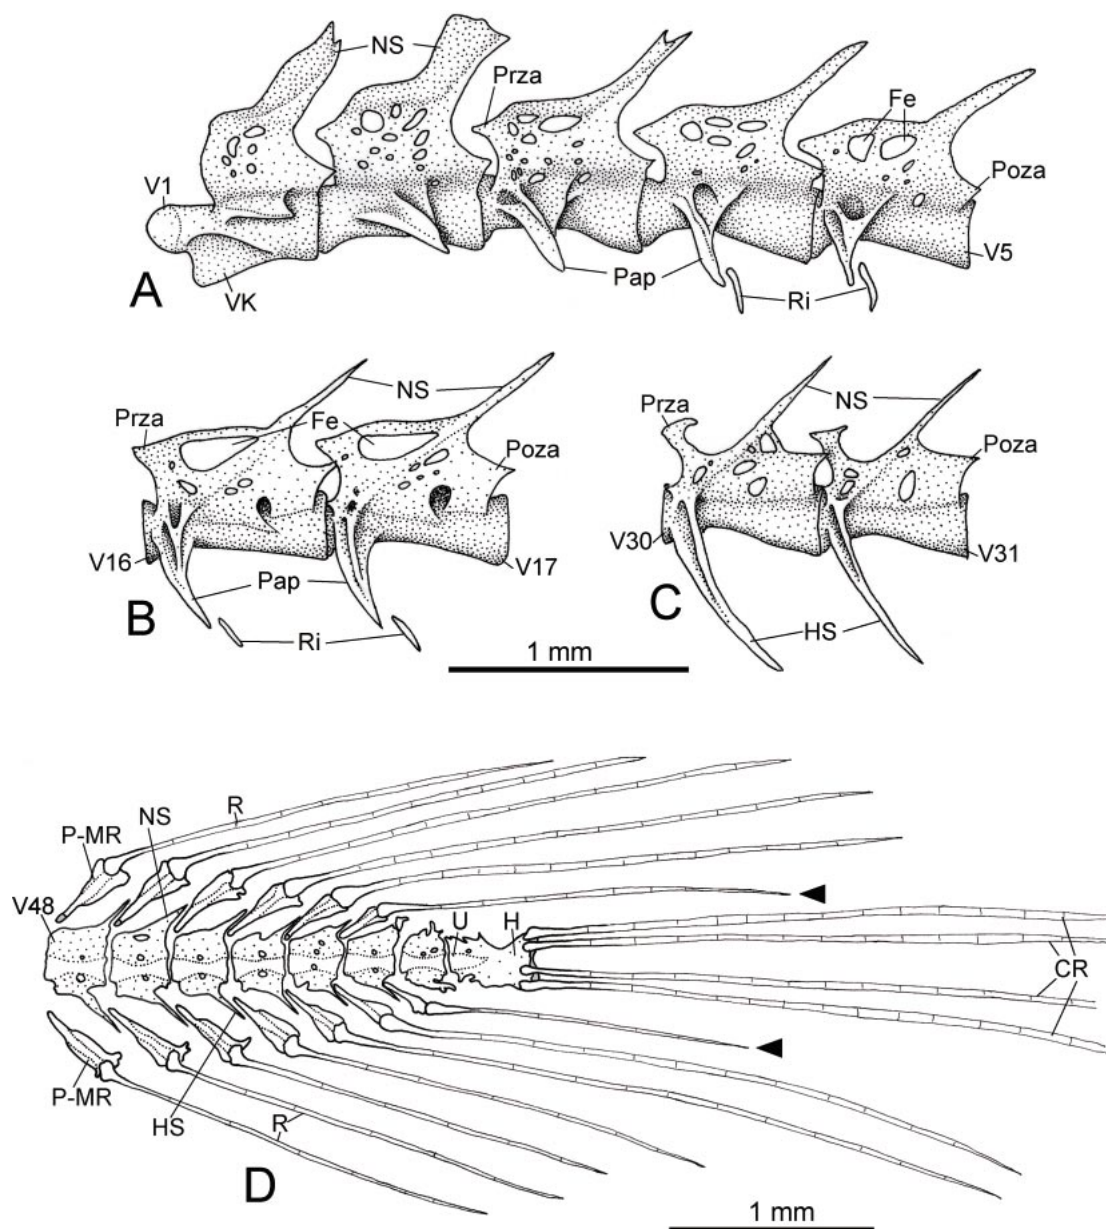 NS
Prza
Fe
V1
Poza
V5
Pap
A
VK
Ri
NS
Prza
Fe
Poza
V16
V17
Pap
B
Ri
NS
Prza
Poza
V30
V31
C
HS
1 mm
R
NS
P-MR
V48
U
H
CR
P-MR
HS
R
D
1 mm